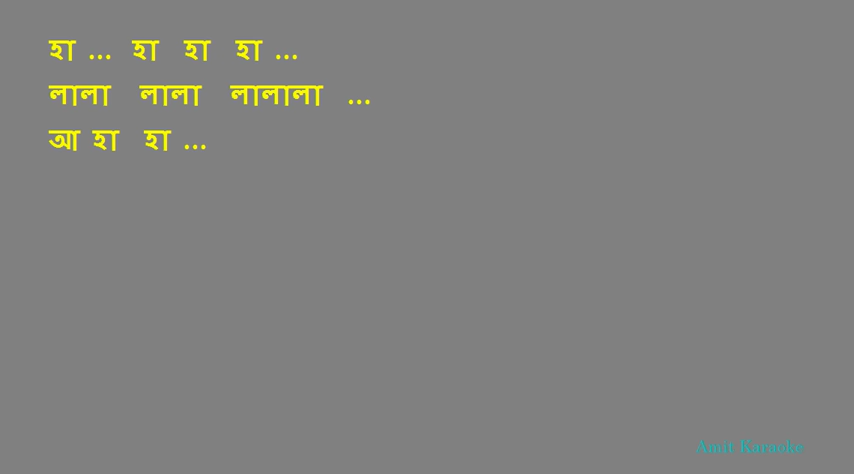 হা ... হা হা হা ...
লালা লালা লালালা ...
আ হা হা ...
Amit Karaoke